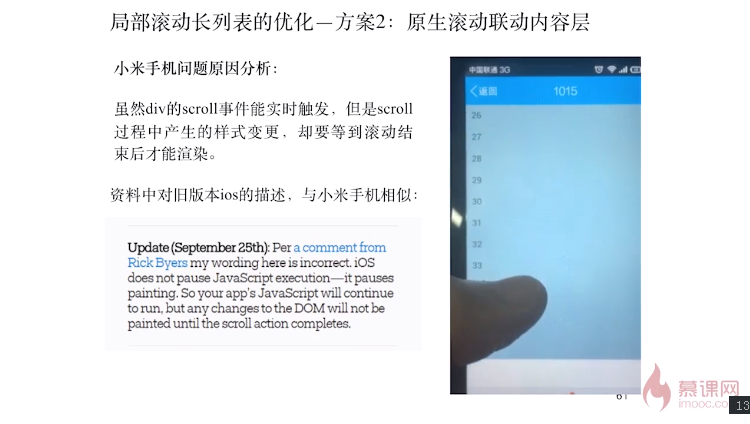 局部滚动长列表的优化—方案2：原生滚动联动内容层
小米手机问题原因分析：
虽然div的scroll事件能实时触发，但是scroll
过程中产生的样式变更，却要等到滚动结
束后才能渲染。
资料中对旧版本ios的描述，与小米手机相似：
Update (September 25th): Per a comment from
Rick Byers my wording here is incorrect. iOS
does not pause JavaScript execution—it pauses
painting. So your app's JavaScript will continue
to run, but any changes to the DOM will not be
painted until the scroll action completes.
中国联通 3G
返回
1015
26
27
28
29
30
31
32
33
慕课网
imooc.co
61
13